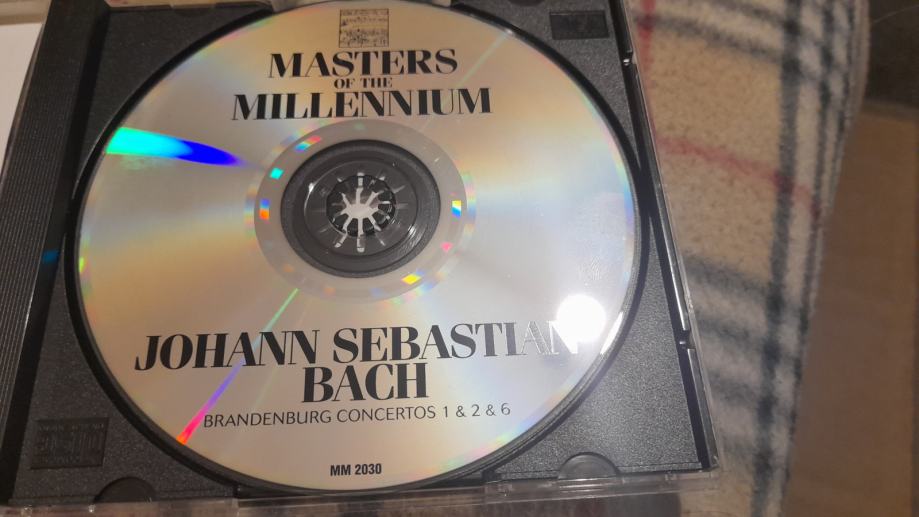 MASTERS
OF THE
MILLENNIUM
JOHANN SEBASTIAN
BACH
BRANDENBURG CONCERTOS 1 & 2 & 6
MM 2030